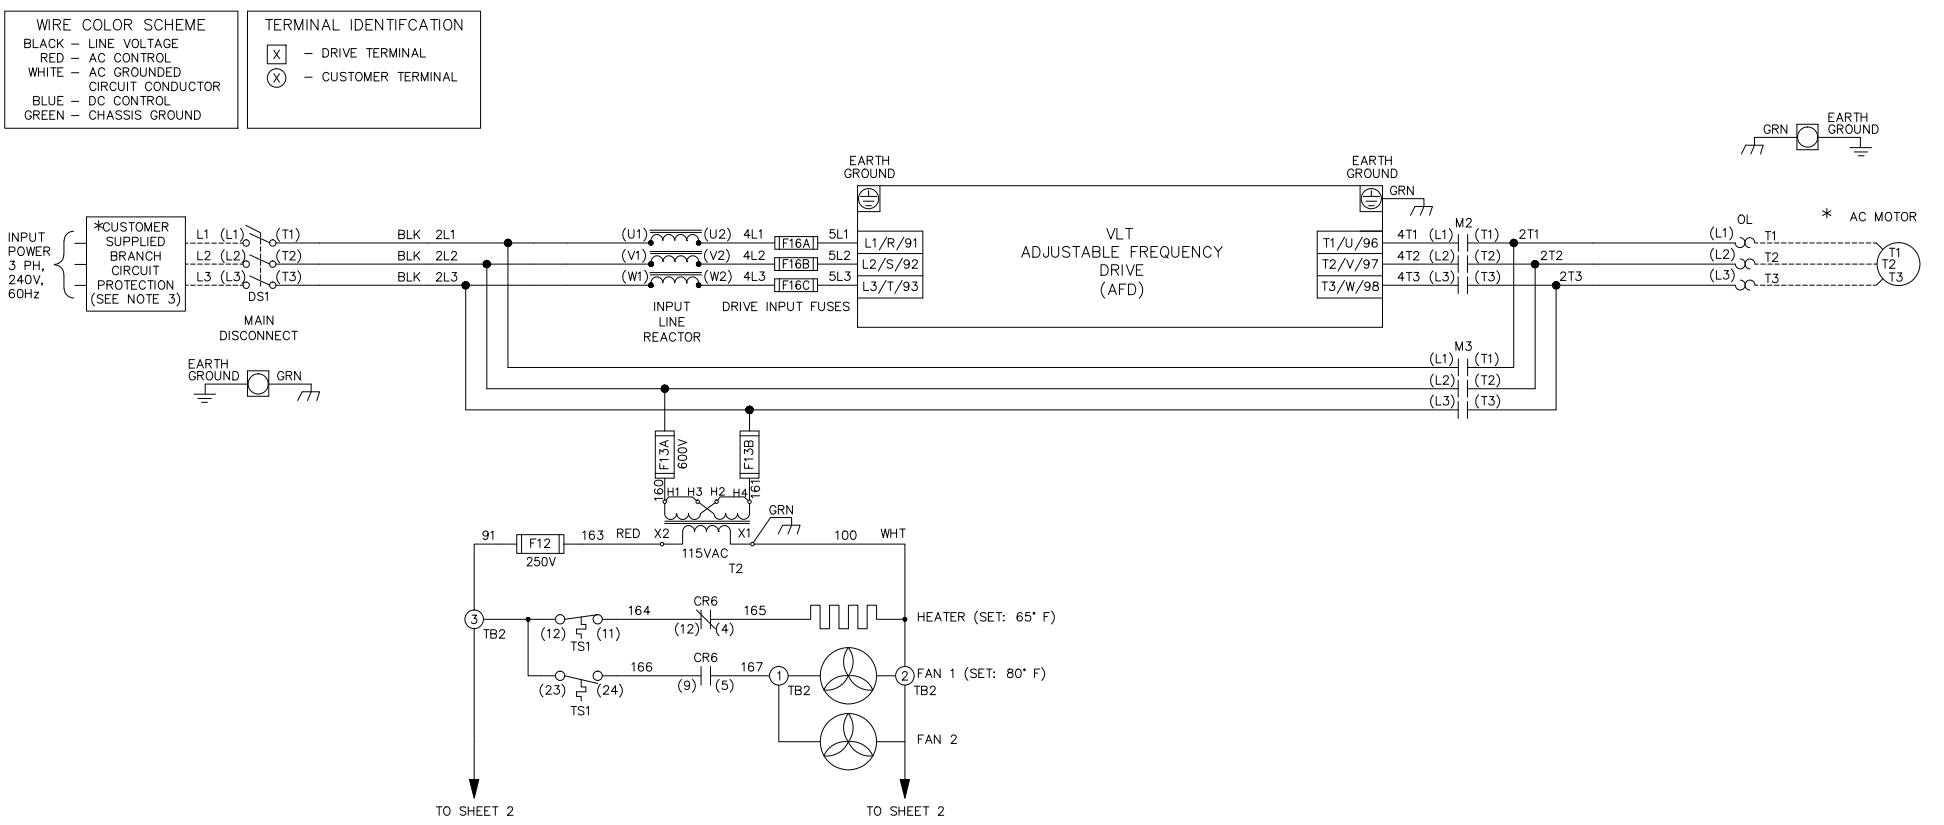 WIRE COLOR SCHEME
BLACK – LINE VOLTAGE
RED – AC CONTROL
WHITE – AC GROUNDED
CIRCUIT CONDUCTOR
BLUE – DC CONTROL
GREEN – CHASSIS GROUND
TERMINAL IDENTIFCATION
X – DRIVE TERMINAL
X – CUSTOMER TERMINAL
INPUT
POWER
3 PH,
240V,
60Hz
*CUSTOMER
SUPPLIED
BRANCH
CIRCUIT
PROTECTION
(SEE NOTE 3)
L1 (L1) (T1) BLK 2L1 (U1) (U2) 4L1 F16A 5L1 L1/R/91
L2 (L2) (T2) BLK 2L2 (V1) (V2) 4L2 F16B 5L2 L2/S/92
L3 (L3) (T3) BLK 2L3 (W1) (W2) 4L3 F16C 5L3 L3/T/93
DS1
MAIN
DISCONNECT
EARTH
GROUND GRN
INPUT
LINE
REACTOR
DRIVE INPUT FUSES
EARTH
GROUND
VLT
ADJUSTABLE FREQUENCY
DRIVE
(AFD)
EARTH
GROUND
GRN
M2
T1/U/96 4T1 (L1) (T1) 2T1
T2/V/97 4T2 (L2) (T2) 2T2
T3/W/98 4T3 (L3) (T3) 2T3
GRN EARTH
GROUND
OL
* AC MOTOR
(L1) T1
(L2) T2
(L3) T3
T1
T2
T3
M3
(L1) (T1)
(L2) (T2)
(L3) (T3)
F13A
600V
F13B
160
161
H1 H3 H2 H4
GRN
91 F12 163 RED X2 X1 100 WHT
250V
115VAC
T2
3
TB2
(12) (11) 164 CR6 165
TS1
(12) (4)
HEATER (SET: 65° F)
(23) (24) 166 CR6 167
TS1
(9) (5)
1
TB2
2
TB2
FAN 1 (SET: 80° F)
FAN 2
TO SHEET 2
TO SHEET 2